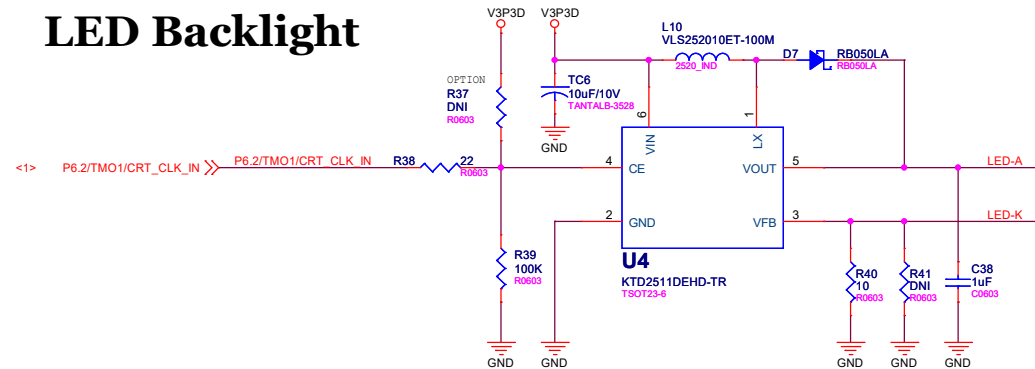 LED Backlight
V3P3D
V3P3D
OPTION
R37
DNI
R0603
TC6
10uF/10V
TANTALB-3528
GND
L10
VLS252010ET-100M
2520_IND
D7
RB050LA
RB050LA
6
1
VIN
LX
<1>
P6.2/TMO1/CRT_CLK_IN
P6.2/TMO1/CRT_CLK_IN
R38
22
R0603
4
CE
VOUT
5
LED-A
2
GND
VFB
3
LED-K
U4
KTD2511DEHD-TR
TSOT23-6
R39
100K
R0603
R40
10
R0603
R41
DNI
R0603
C38
1uF
C0603
GND
GND
GND
GND
GND